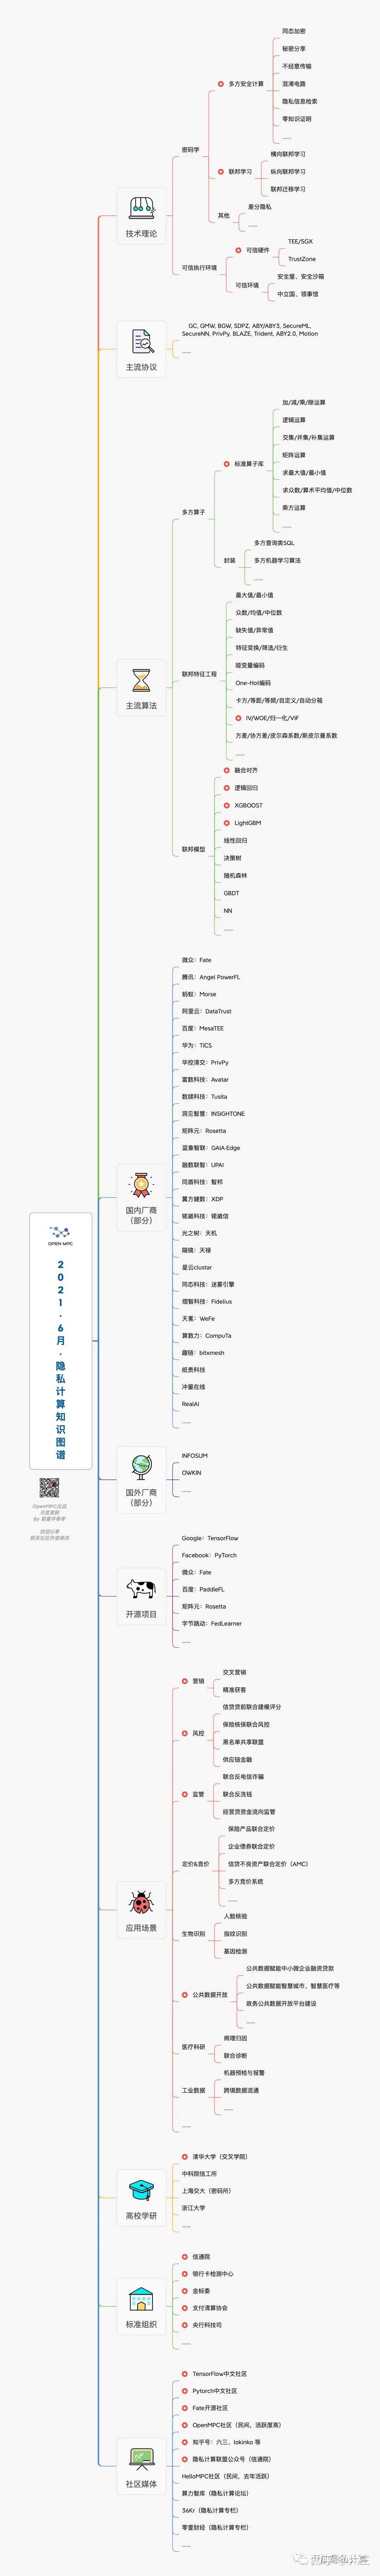 同态加密
秘密分享
不经意传输
多方安全计算
混淆电路
隐私信息检索
零知识证明
……
密码学
横向联邦学习
联邦学习
纵向联邦学习
联邦迁移学习
差分隐私
其他
……
技术理论
TEE/SGX
可信硬件
TrustZone
可信执行环境
安全屋、安全沙箱
可信环境
中立国、领事馆
GC, GMW, BGW, SDPZ, ABY/ABY3, SecureML,
SecureNN, PrivPy, BLAZE, Trident, ABY2.0, Motion
主流协议
……
加/减/乘/除运算
逻辑运算
交集/并集/补集运算
矩阵运算
标准算子库
求最大值/最小值
求众数/算术平均值/中位数
乘方运算
……
多方算子
多方查询类SQL
封装
多方机器学习算法
……
最大值/最小值
众数/均值/中位数
缺失值/异常值
特征变换/筛选/衍生
哑变量编码
联邦特征工程
One-Hot编码
主流算法
卡方/等距/等频/自定义/自动分箱
IV/WOE/归一化/VIF
方差/协方差/皮尔森系数/斯皮尔曼系数
……
融合对齐
逻辑回归
XGBOOST
LightGBM
线性回归
联邦模型
决策树
随机森林
GBDT
NN
……
微众：Fate
腾讯：Angel PowerFL
蚂蚁：Morse
阿里云：DataTrust
百度：MesaTEE
华为：TICS
华控清交：PrivPy
富数科技：Avatar
数牍科技：Tusita
洞见智慧：INSIGHTONE
矩阵元：Rosetta
蓝象智联：GAIA·Edge
融数联智：UPAI
同盾科技：智邦
翼方健数：XDP
国内厂商
（部分）
锘崴科技：锘崴信
光之树：天机
隔镜：天禄
星云clustar
同态科技：迷雾引擎
熠智科技：Fidelius
天冕：WeFe
算数力：CompuTa
趣链：bitxmesh
纸贵科技
冲量在线
RealAI
……
OPEN MPC
2021·6月·隐私计算知识图谱
OpenMPC出品
月度更新
欢迎分享
联系社区作者修改
INFOSUM
国外厂商
（部分）
OWKIN
……
Google：TensorFlow
Facebook：PyTorch
微众：Fate
开源项目
百度：PaddleFL
矩阵元：Rosetta
字节跳动：FedLearner
……
交叉营销
营销
精准获客
信贷贷前联合建模评分
保险核保联合风控
风控
黑名单共享联盟
供应链金融
联合反电信诈骗
监管
联合反洗钱
经营贷资金流向监管
保险产品联合定价
企业债券联合定价
定价&竞价
信贷不良资产联合定价（AMC）
多方竞价系统
……
应用场景
人脸核验
生物识别
指纹识别
基因检测
公共数据赋能中小微企业融资贷款
公共数据开放
公共数据赋能智慧城市、智慧医疗等
政务公共数据开放平台建设
……
病理归因
医疗科研
联合诊断
机器预检与报警
工业数据
跨境数据流通
……
……
清华大学（交叉学院）
中科院信工所
高校学研
上海交大（密码所）
浙江大学
……
信通院
银行卡检测中心
金标委
标准组织
支付清算协会
央行科技司
……
TensorFlow中文社区
Pytorch中文社区
Fate开源社区
OpenMPC社区（民间，活跃度高）
知乎号：六三、lokinko 等
社区媒体
隐私计算联盟公众号（信通院）
HelloMPC社区（民间，去年活跃）
算力智库（隐私计算论坛）
36Kr（隐私计算专栏）
零壹财经（隐私计算专栏）
……